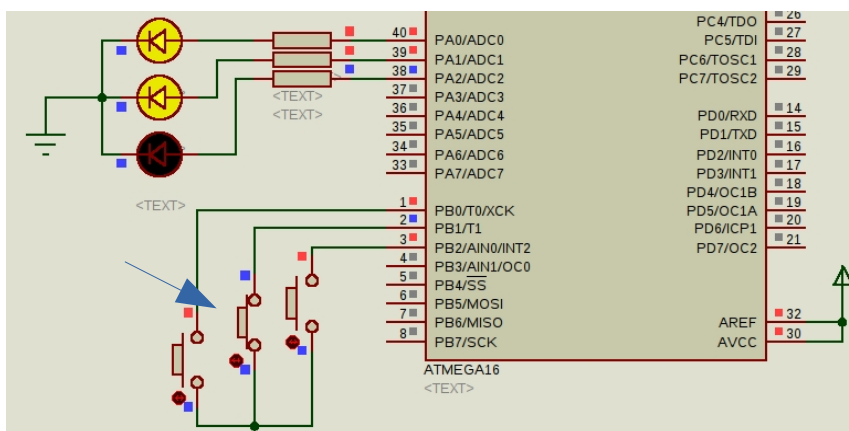 PC4/TDO 26
40 PA0/ADC0 PC5/TDI 27
39 PA1/ADC1 PC6/TOSC1 28
38 PA2/ADC2 PC7/TOSC2 29
37 PA3/ADC3
<TEXT>
36 PA4/ADC4 PD0/RXD 14
<TEXT>
35 PA5/ADC5 PD1/TXD 15
34 PA6/ADC6 PD2/INT0 16
33 PA7/ADC7 PD3/INT1 17
PD4/OC1B 18
<TEXT>
1 PB0/T0/XCK PD5/OC1A 19
2 PB1/T1 PD6/ICP1 20
3 PB2/AIN0/INT2 PD7/OC2 21
4 PB3/AIN1/OC0
5 PB4/SS
6 PB5/MOSI
7 PB6/MISO AREF 32
8 PB7/SCK AVCC 30
ATMEGA16
<TEXT>